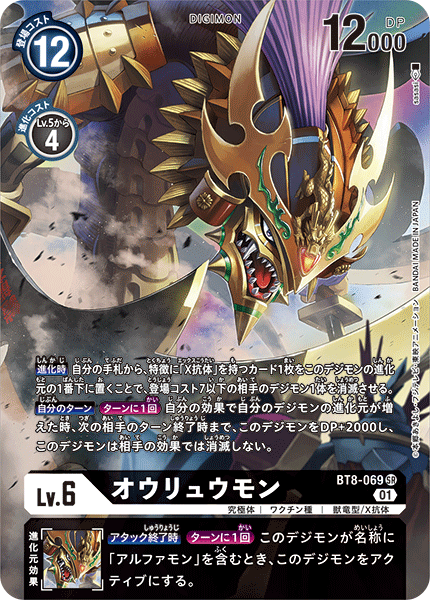 DIGIMON
登場コスト
12
DP
12000
進化コスト
Lv.5から
4
BANDAI MADE IN JAPAN
進化時 自分の手札から、特徴に「X抗体」を持つカード1枚をこのデジモンの進化
元の1番下に置くことで、登場コスト7以下の相手のデジモン1体を消滅させる。
自分のターン ターンに1回 自分の効果で自分のデジモンの進化元が増
えた時、次の相手のターン終了時まで、このデジモンをDP+2000し、
このデジモンは相手の効果では消滅しない。
BT8-069 SR
01
Lv.6
オウリュウモン
究極体 | ワクチン種 | 獣竜型/X抗体
進化元効果
アタック終了時 ターンに1回 このデジモンが名称に
「アルファモン」を含むとき、このデジモンをアク
ティブにする。